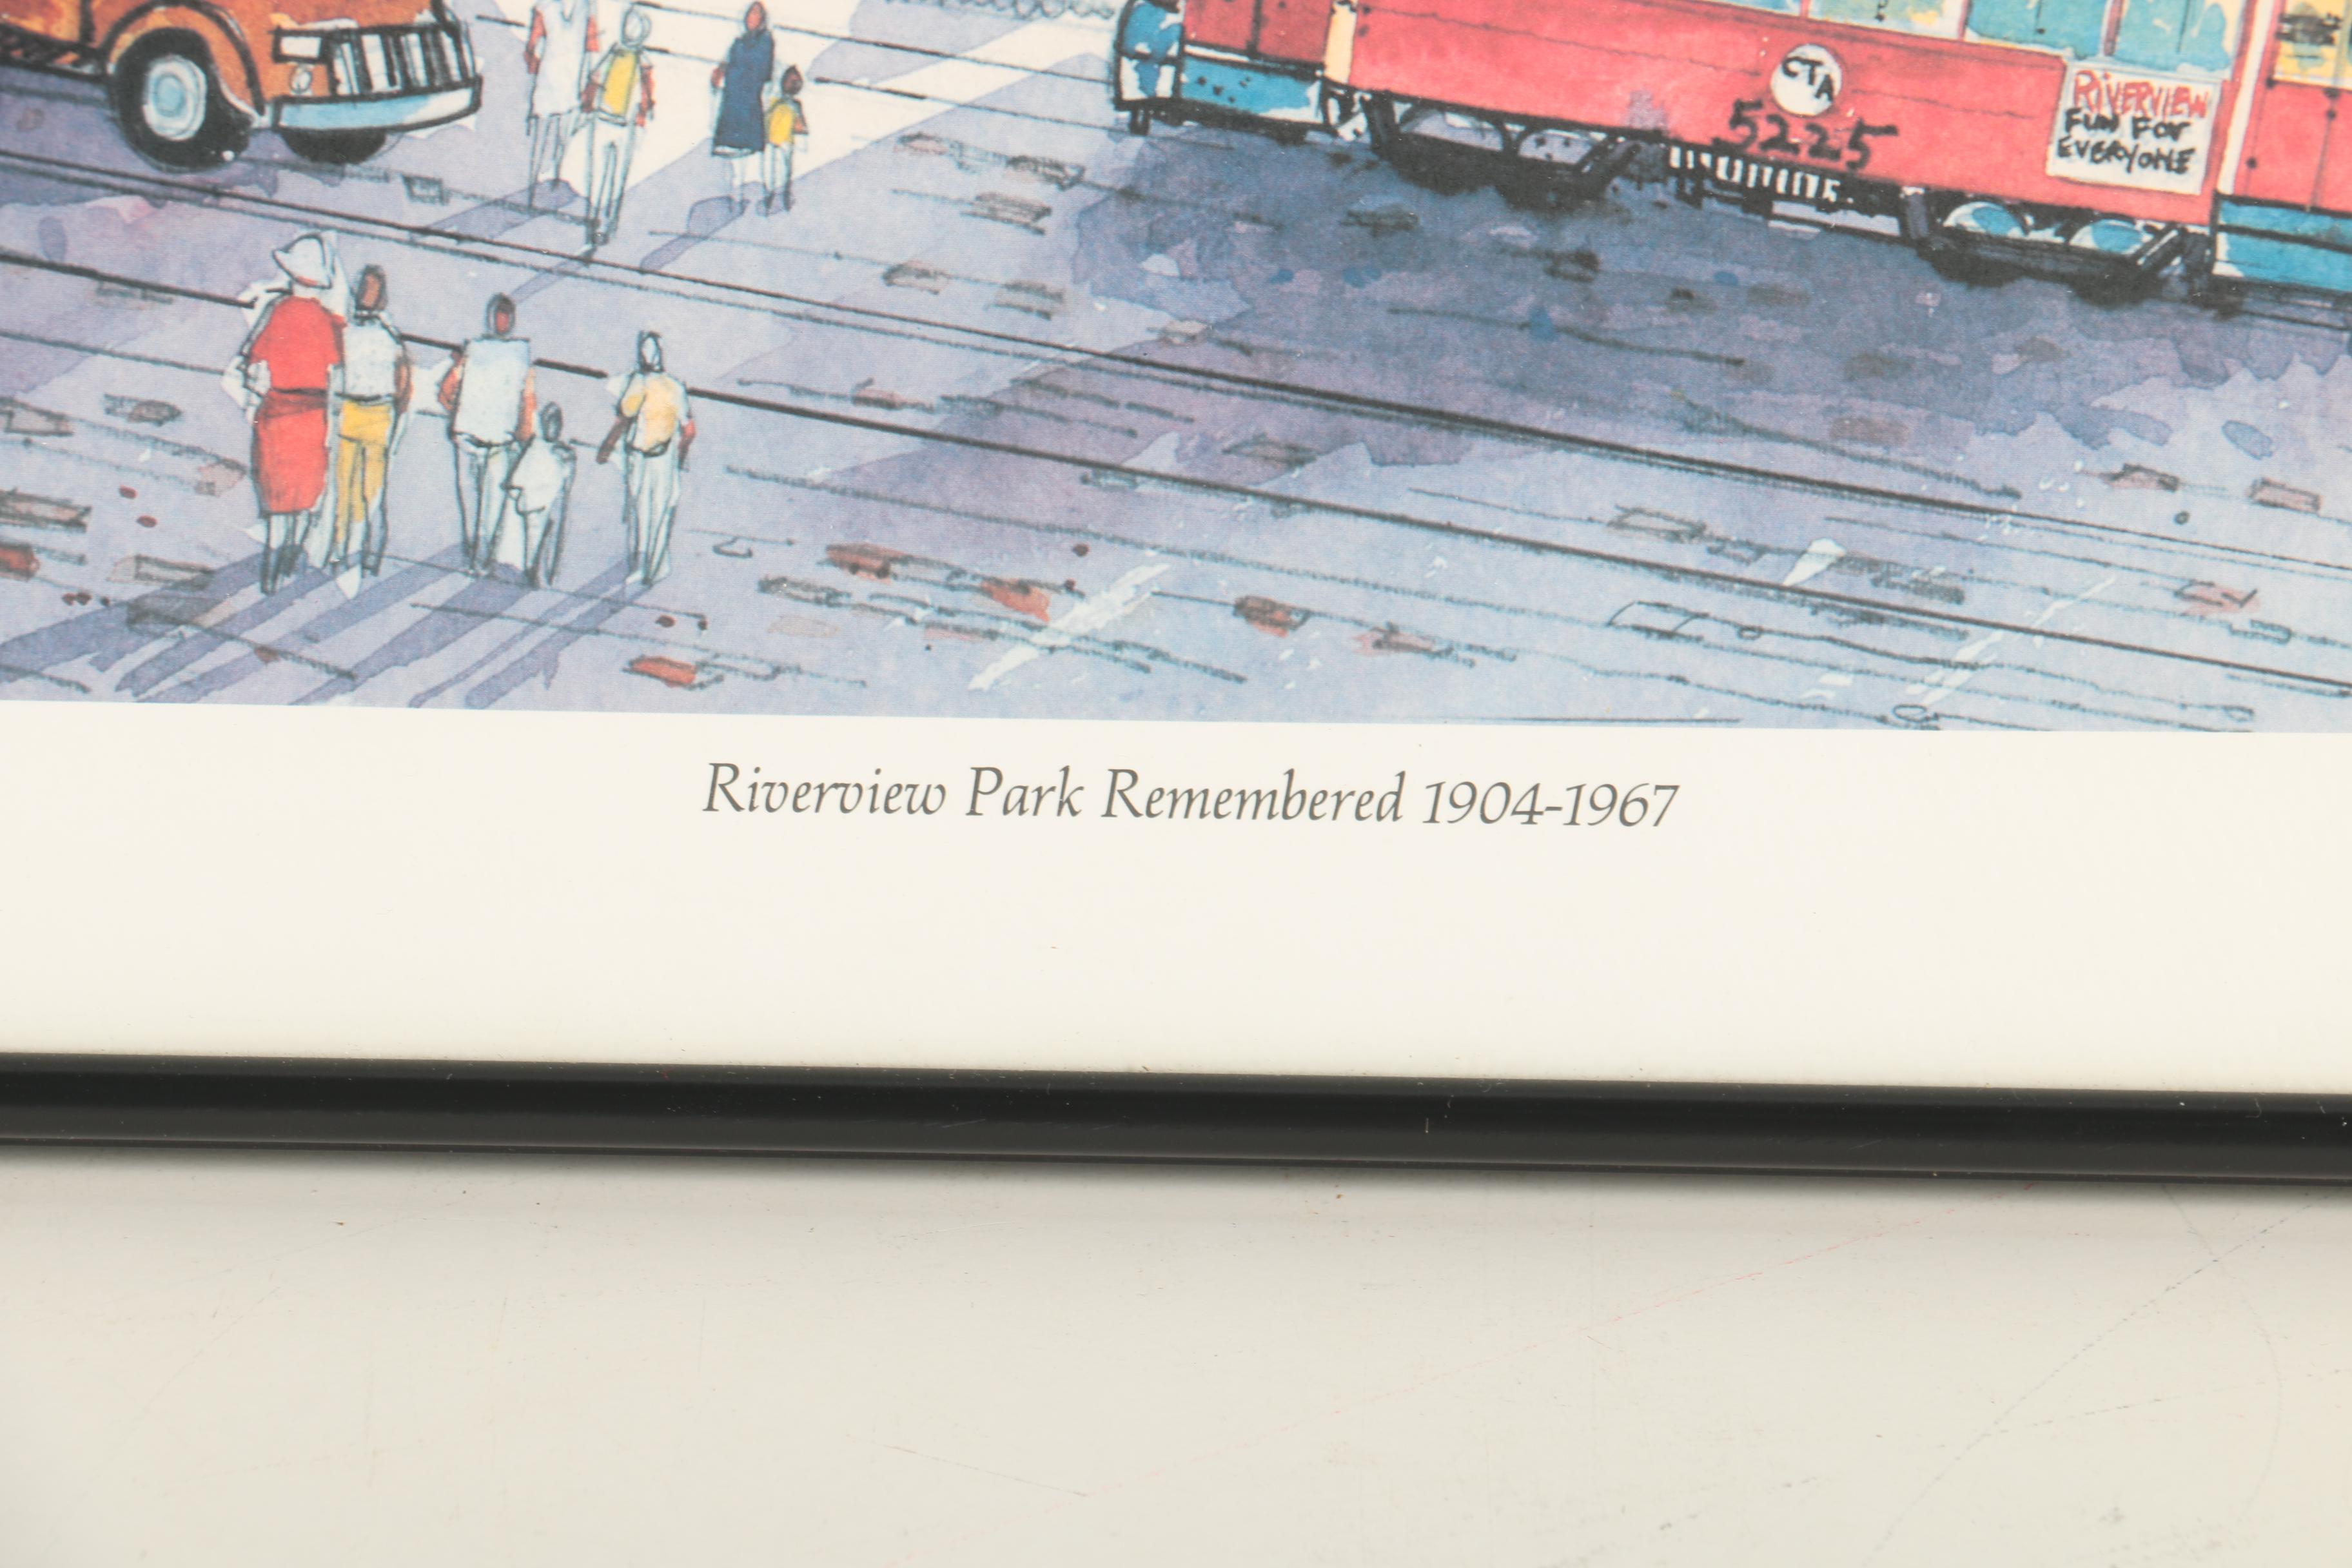 CTA
5225
RIVERVIEW
FUN FOR
EVERYONE
Riverview Park Remembered 1904-1967